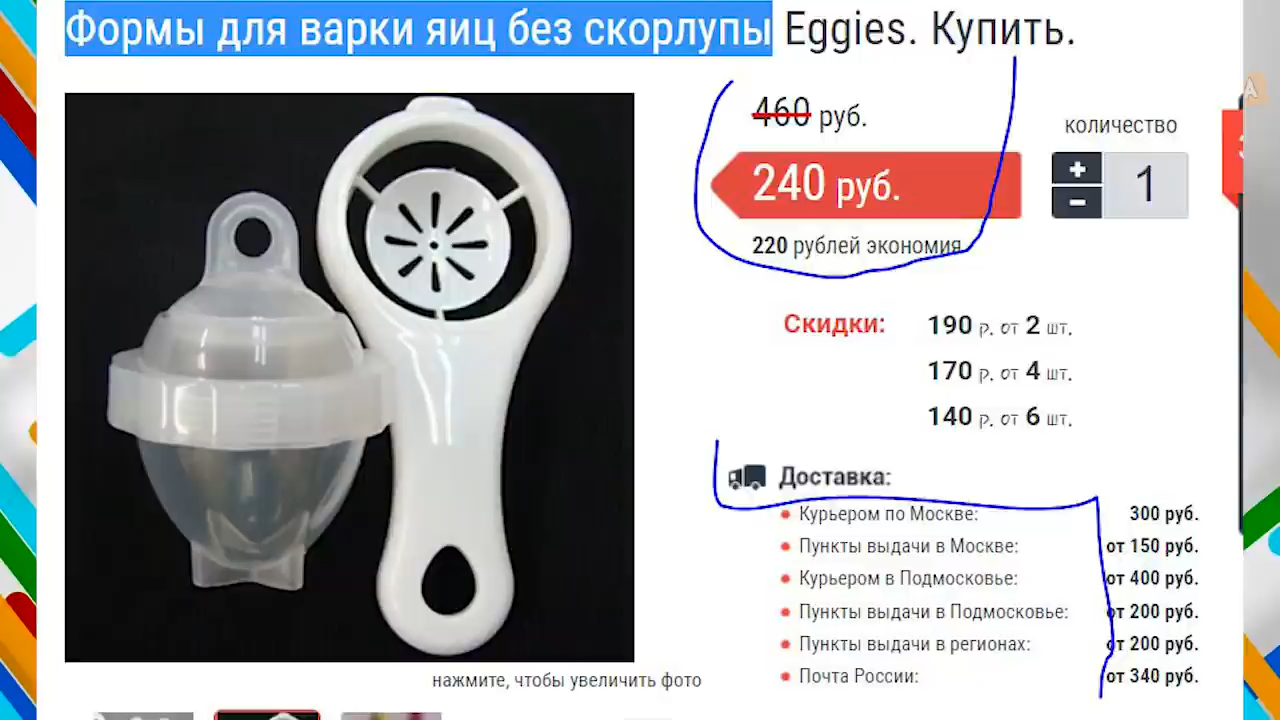 Формы для варки яиц без скорлупы Eggies. Купить.
460 руб.
240 руб.
220 рублей экономия
количество
+
-
1
Скидки:
190 р. от 2 шт.
170 р. от 4 шт.
140 р. от 6 шт.
Доставка:
Курьером по Москве: 300 руб.
Пункты выдачи в Москве: от 150 руб.
Курьером в Подмосковье: от 400 руб.
Пункты выдачи в Подмосковье: от 200 руб.
Пункты выдачи в регионах: от 200 руб.
Почта России: от 340 руб.
нажмите, чтобы увеличить фото